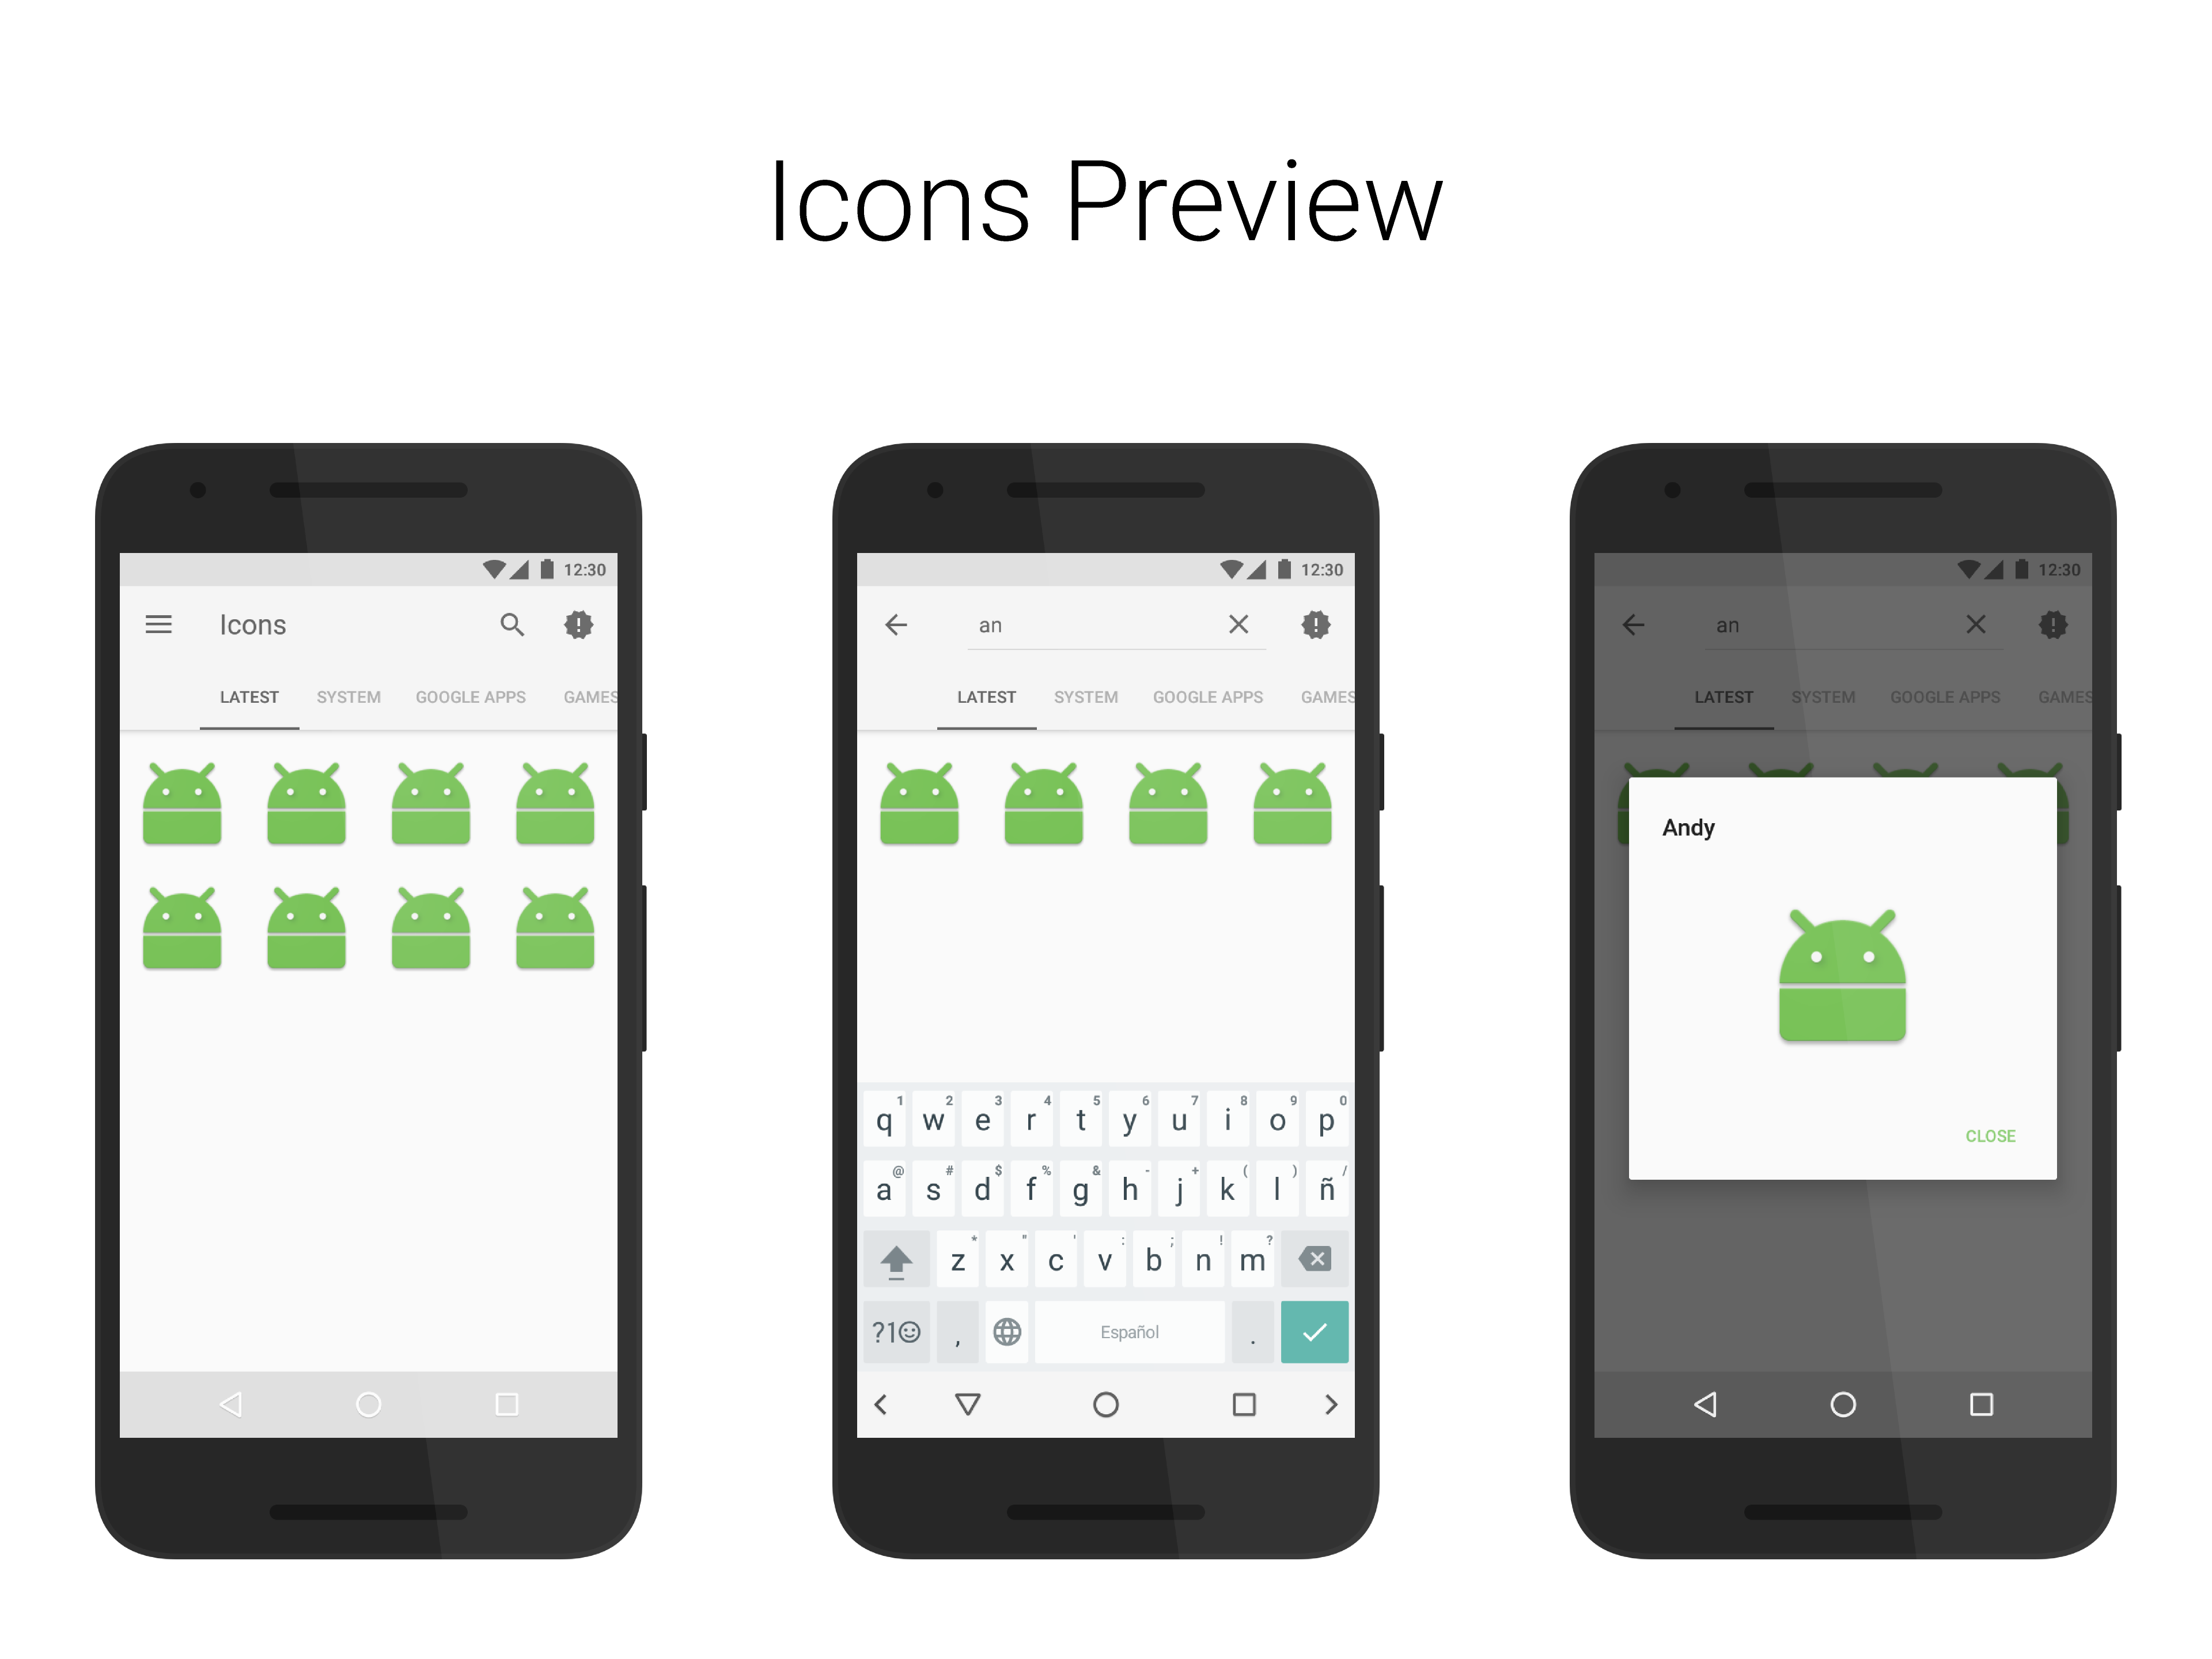 Icons Preview
12:30
Icons
LATEST SYSTEM GOOGLE APPS GAMES
12:30
an
LATEST SYSTEM GOOGLE APPS GAMES
1 2 3 4 5 6 7 8 9 0
q w e r t y u i o p
@ # $ % & - + ( ) /
a s d f g h j k l ñ
* " ' : ; ! ?
z x c v b n m
?1 , Español .
12:30
an
LATEST SYSTEM GOOGLE APPS GAMES
Andy
CLOSE